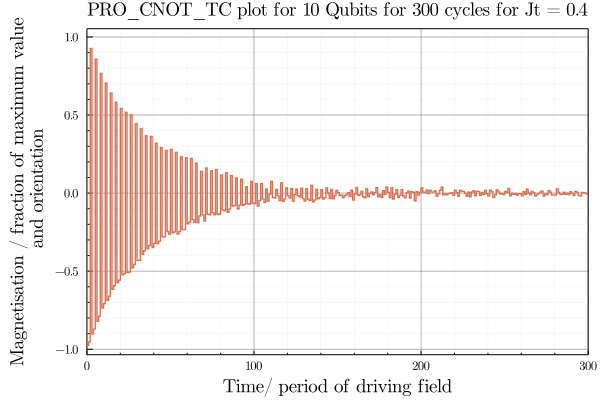 PRO_CNOT_TC plot for 10 Qubits for 300 cycles for Jt = 0.4
Magnetisation / fraction of maximum value
and orientation
1.0
0.5
0.0
−0.5
−1.0
0
100
200
300
Time/ period of driving field